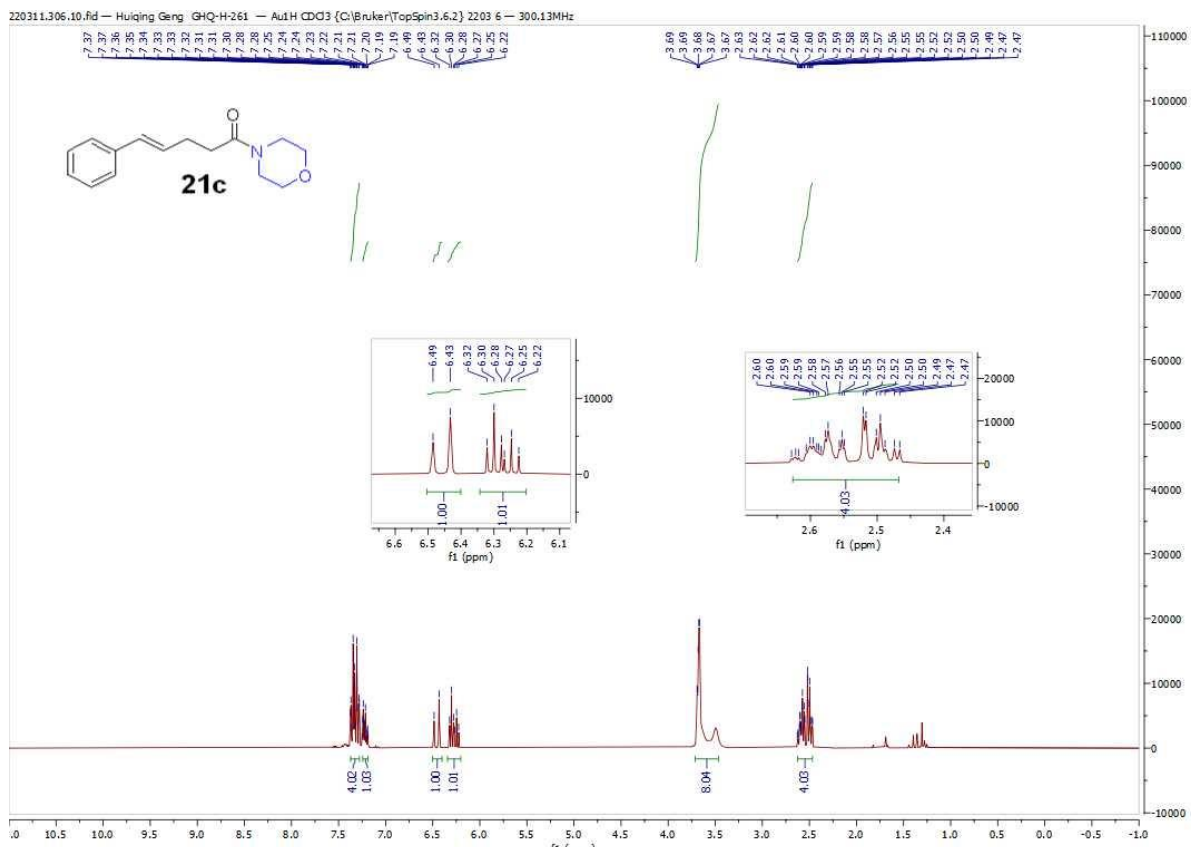 220311.306.10.fid — Huiqing Geng GHQ-H-261 — Au1H CDCl3 {C:\Bruker\TopSpin3.6.2} 2203 6 — 300.13MHz
7.37 7.37 7.36 7.35 7.34 7.33 7.33 7.32 7.31 7.31 7.30 7.28 7.28 7.25 7.24 7.24 7.23 7.22 7.21 7.21 7.20 7.19 7.19 6.49 6.43 6.32 6.30 6.28 6.27 6.25 6.22 3.69 3.69 3.68 3.67 3.67 2.63 2.62 2.62 2.61 2.60 2.60 2.59 2.59 2.58 2.58 2.57 2.56 2.55 2.55 2.52 2.52 2.50 2.50 2.49 2.47 2.47
110000
100000
90000
80000
70000
60000
50000
40000
30000
20000
10000
0
-10000
O
N
O
21c
6.49 6.43 6.32 6.30 6.28 6.27 6.25 6.22
10000
0
1.00 1.01
6.6 6.5 6.4 6.3 6.2 6.1
f1 (ppm)
2.60 2.60 2.59 2.59 2.58 2.57 2.56 2.55 2.55 2.52 2.52 2.50 2.50 2.49 2.47 2.47
20000
10000
0
-10000
4.03
2.6 2.5 2.4
f1 (ppm)
4.02 1.03 1.00 1.01 8.04 4.03
10.5 10.0 9.5 9.0 8.5 8.0 7.5 7.0 6.5 6.0 5.5 5.0 4.5 4.0 3.5 3.0 2.5 2.0 1.5 1.0 0.5 0.0 -0.5 -1.0